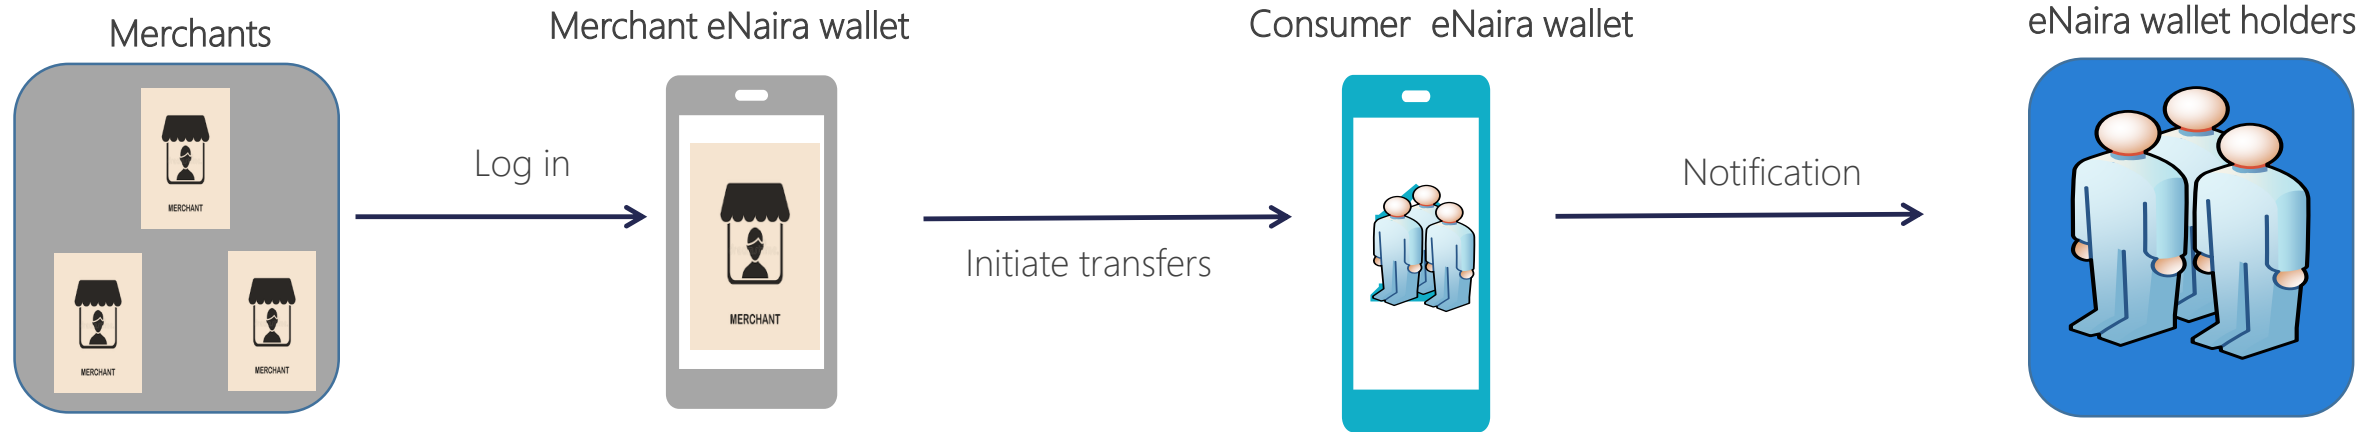 Merchants
Merchant eNaira wallet
Consumer eNaira wallet
eNaira wallet holders
MERCHANT
MERCHANT
MERCHANT
Log in
MERCHANT
Initiate transfers
Notification